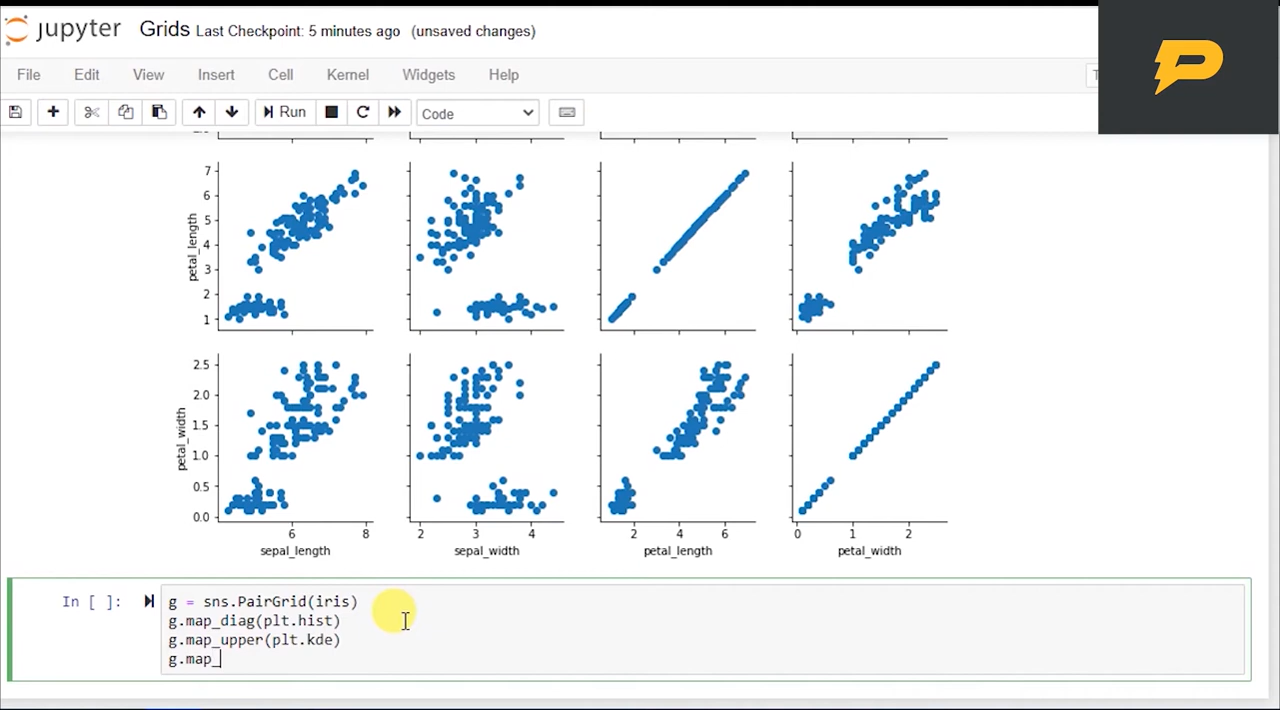 jupyter Grids Last Checkpoint: 5 minutes ago (unsaved changes)
File Edit View Insert Cell Kernel Widgets Help
Run Code
7
6
5
4
3
2
1
petal_length
2.5
2.0
1.5
1.0
0.5
0.0
petal_width
6 8 2 3 4 2 4 6 0 1 2
sepal_length sepal_width petal_length petal_width
In [ ]: g = sns.PairGrid(iris)
g.map_diag(plt.hist)
g.map_upper(plt.kde)
g.map_